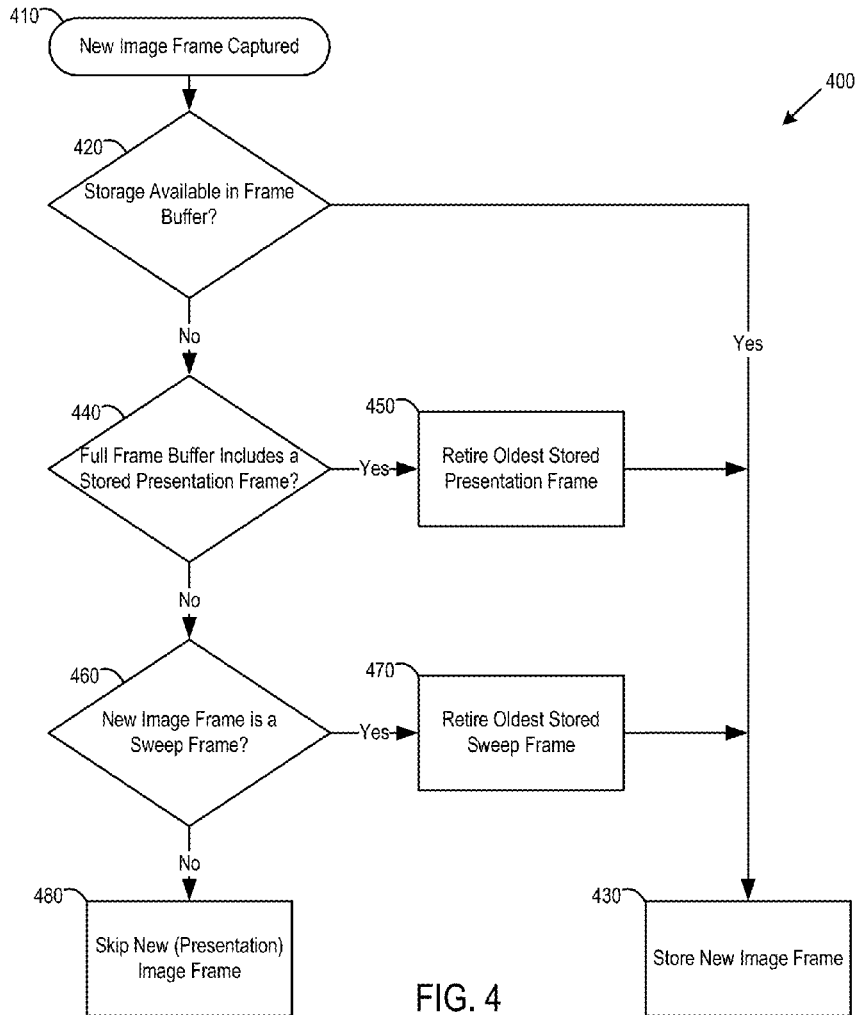 410
New Image Frame Captured
400
420
Storage Available in Frame
Buffer?
No
Yes
440
Full Frame Buffer Includes a
Stored Presentation Frame?
Yes
450
Retire Oldest Stored
Presentation Frame
No
460
New Image Frame is a
Sweep Frame?
Yes
470
Retire Oldest Stored
Sweep Frame
No
480
Skip New (Presentation)
Image Frame
430
Store New Image Frame
FIG. 4